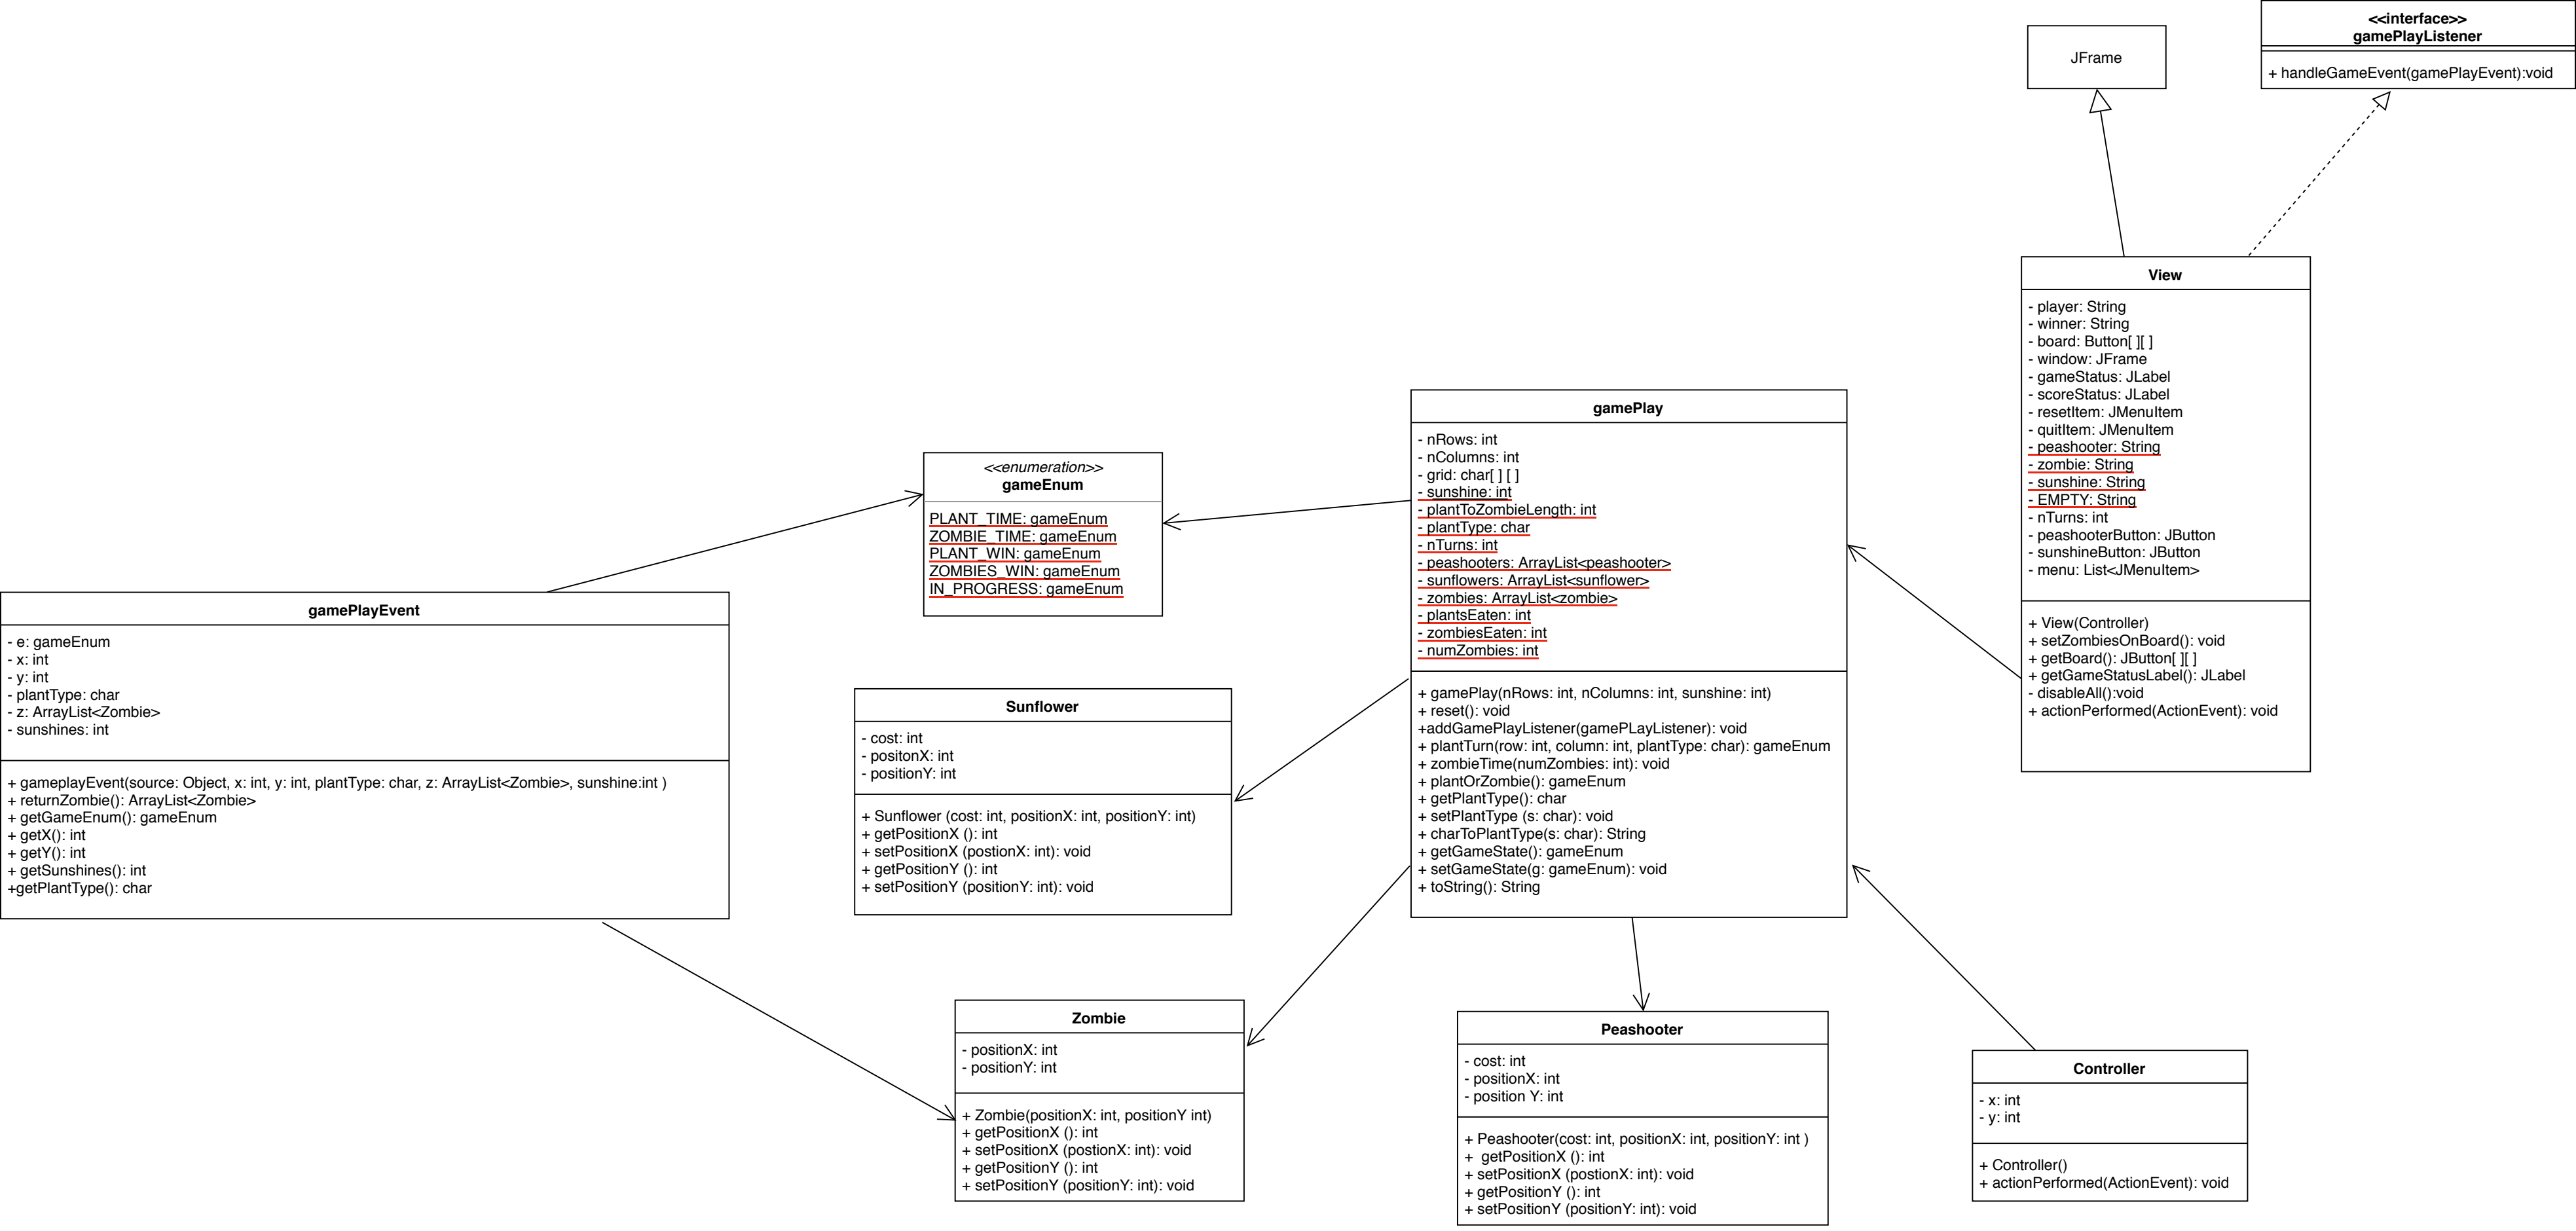 JFrame
<<interface>>
gamePlayListener
+ handleGameEvent(gamePlayEvent):void
View
- player: String
- winner: String
- board: Button[ ][ ]
- window: JFrame
- gameStatus: JLabel
- scoreStatus: JLabel
- resetItem: JMenuItem
- quitItem: JMenuItem
- peashooter: String
- zombie: String
- sunshine: String
- EMPTY: String
- nTurns: int
- peashooterButton: JButton
- sunshineButton: JButton
- menu: List<JMenuItem>
+ View(Controller)
+ setZombiesOnBoard(): void
+ getBoard(): JButton[ ][ ]
+ getGameStatusLabel(): JLabel
- disableAll():void
+ actionPerformed(ActionEvent): void
gamePlay
- nRows: int
- nColumns: int
- grid: char[ ] [ ]
- sunshine: int
- plantToZombieLength: int
- plantType: char
- nTurns: int
- peashooters: ArrayList<peashooter>
- sunflowers: ArrayList<sunflower>
- zombies: ArrayList<zombie>
- plantsEaten: int
- zombiesEaten: int
- numZombies: int
+ gamePlay(nRows: int, nColumns: int, sunshine: int)
+ reset(): void
+addGamePlayListener(gamePLayListener): void
+ plantTurn(row: int, column: int, plantType: char): gameEnum
+ zombieTime(numZombies: int): void
+ plantOrZombie(): gameEnum
+ getPlantType(): char
+ setPlantType (s: char): void
+ charToPlantType(s: char): String
+ getGameState(): gameEnum
+ setGameState(g: gameEnum): void
+ toString(): String
<<enumeration>>
gameEnum
PLANT_TIME: gameEnum
ZOMBIE_TIME: gameEnum
PLANT_WIN: gameEnum
ZOMBIES_WIN: gameEnum
IN_PROGRESS: gameEnum
gamePlayEvent
- e: gameEnum
- x: int
- y: int
- plantType: char
- z: ArrayList<Zombie>
- sunshines: int
+ gameplayEvent(source: Object, x: int, y: int, plantType: char, z: ArrayList<Zombie>, sunshine:int )
+ returnZombie(): ArrayList<Zombie>
+ getGameEnum(): gameEnum
+ getX(): int
+ getY(): int
+ getSunshines(): int
+getPlantType(): char
Sunflower
- cost: int
- positonX: int
- positionY: int
+ Sunflower (cost: int, positionX: int, positionY: int)
+ getPositionX (): int
+ setPositionX (postionX: int): void
+ getPositionY (): int
+ setPositionY (positionY: int): void
Zombie
- positionX: int
- positionY: int
+ Zombie(positionX: int, positionY int)
+ getPositionX (): int
+ setPositionX (postionX: int): void
+ getPositionY (): int
+ setPositionY (positionY: int): void
Peashooter
- cost: int
- positionX: int
- position Y: int
+ Peashooter(cost: int, positionX: int, positionY: int )
+  getPositionX (): int
+ setPositionX (postionX: int): void
+ getPositionY (): int
+ setPositionY (positionY: int): void
Controller
- x: int
- y: int
+ Controller()
+ actionPerformed(ActionEvent): void